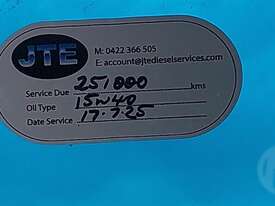 JTE
M: 0422 366 505
E: account@jtedieselservices.com
Service Due 251000 kms
Oil Type 15w40
Date Service 17.7.25